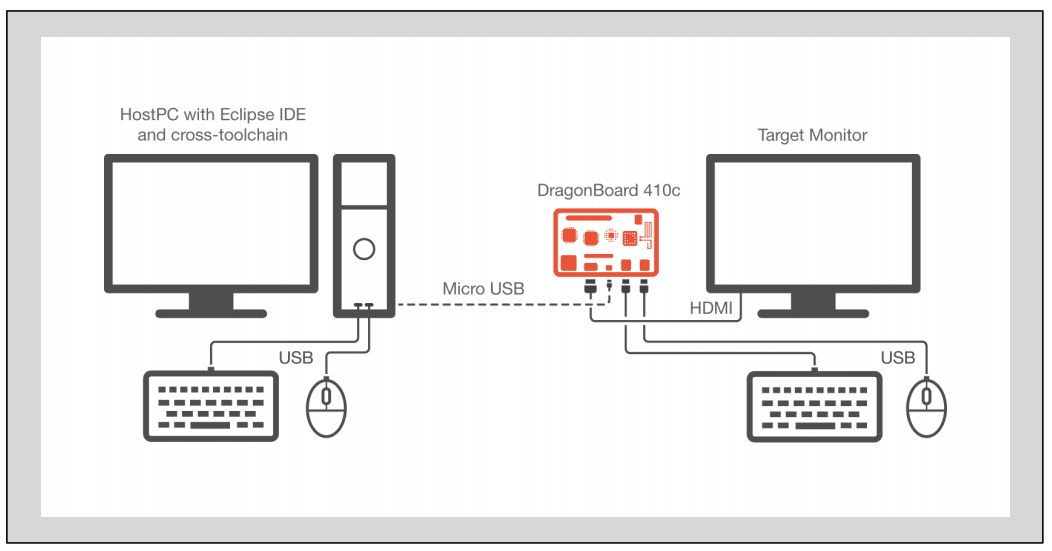 HostPC with Eclipse IDE
and cross-toolchain
Target Monitor
DragonBoard 410c
Micro USB
HDMI
USB
USB